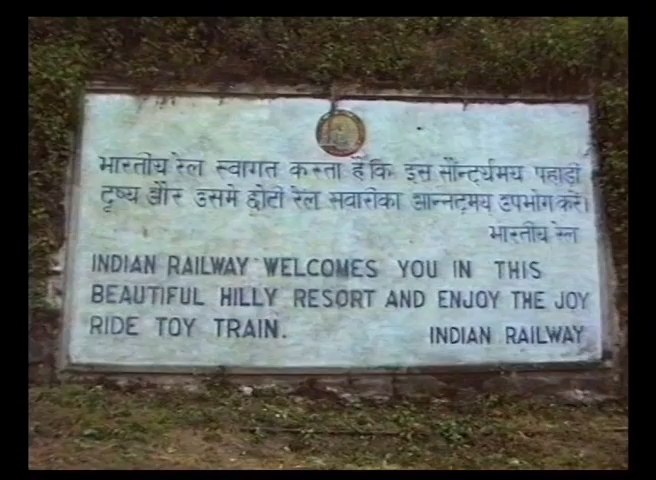 भारतीय रेल स्वागत करता है कि इस सौन्दर्यमय पहाड़ी
दृष्य और उसमे छोटी रेल सवारीका आनन्दमय उपभोग करें।
भारतीय रेल
INDIAN RAILWAY WELCOMES YOU IN THIS
BEAUTIFUL HILLY RESORT AND ENJOY THE JOY
RIDE TOY TRAIN. INDIAN RAILWAY